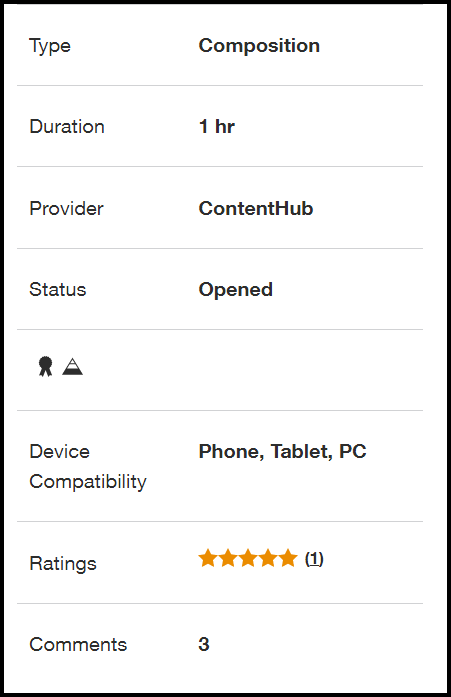 Type Composition
Duration 1 hr
Provider ContentHub
Status Opened
Device Phone, Tablet, PC
Compatibility
Ratings (1)
Comments 3